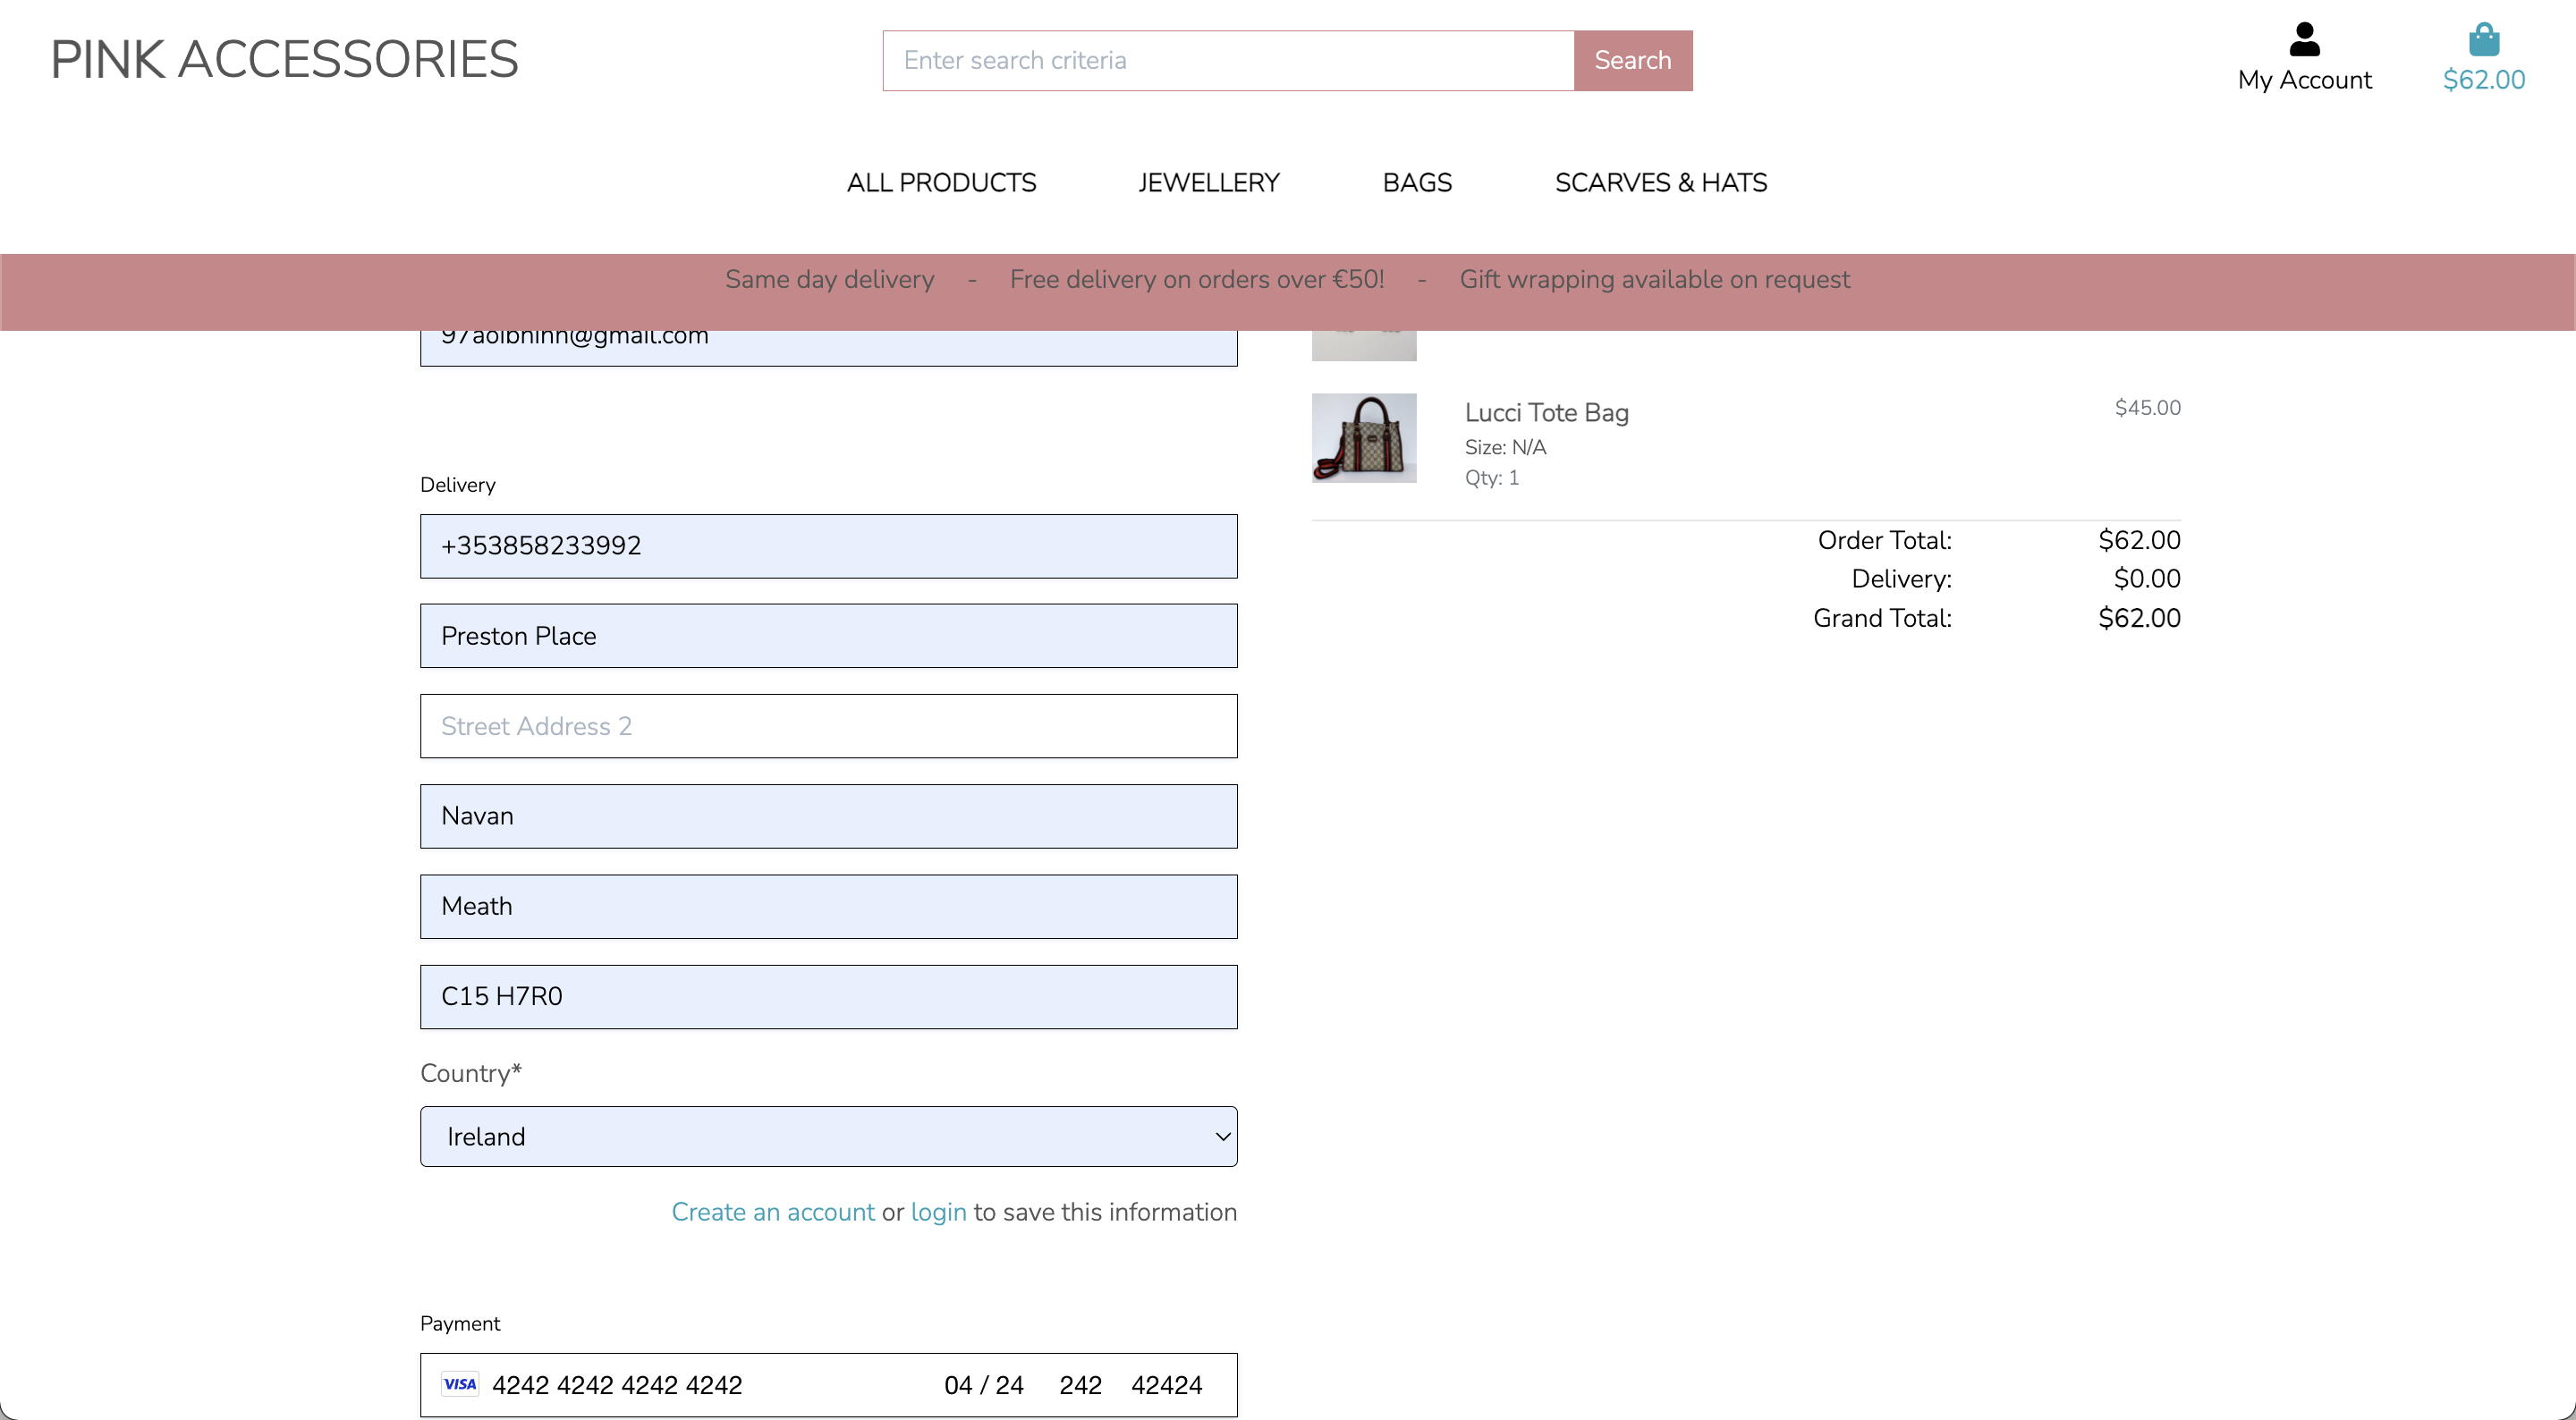 PINK ACCESSORIES
Enter search criteria
Search
My Account
$62.00
ALL PRODUCTS
JEWELLERY
BAGS
SCARVES & HATS
Same day delivery - Free delivery on orders over €50! - Gift wrapping available on request
97aoibhinn@gmail.com
Delivery
+353858233992
Preston Place
Street Address 2
Navan
Meath
C15 H7R0
Country*
Ireland
Create an account or login to save this information
Payment
VISA 4242 4242 4242 4242 04 / 24 242 42424
Lucci Tote Bag
$45.00
Size: N/A
Qty: 1
Order Total: $62.00
Delivery: $0.00
Grand Total: $62.00